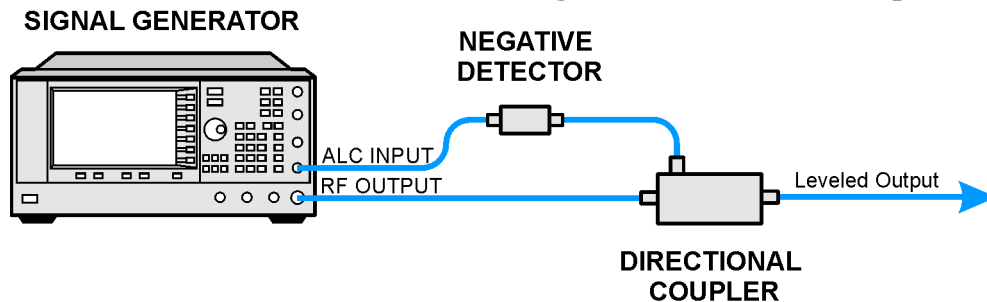 SIGNAL GENERATOR
NEGATIVE
DETECTOR
ALC INPUT
RF OUTPUT
Leveled Output
DIRECTIONAL
COUPLER